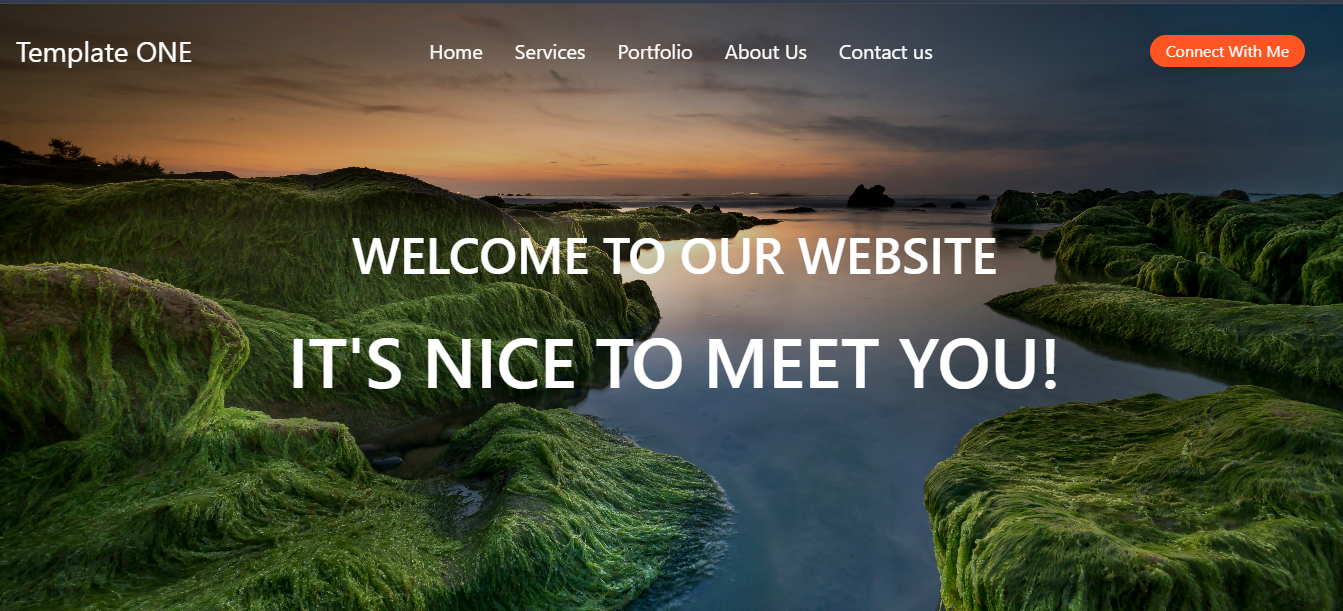 Template ONE
Home Services Portfolio About Us Contact us
Connect With Me
WELCOME TO OUR WEBSITE
IT'S NICE TO MEET YOU!